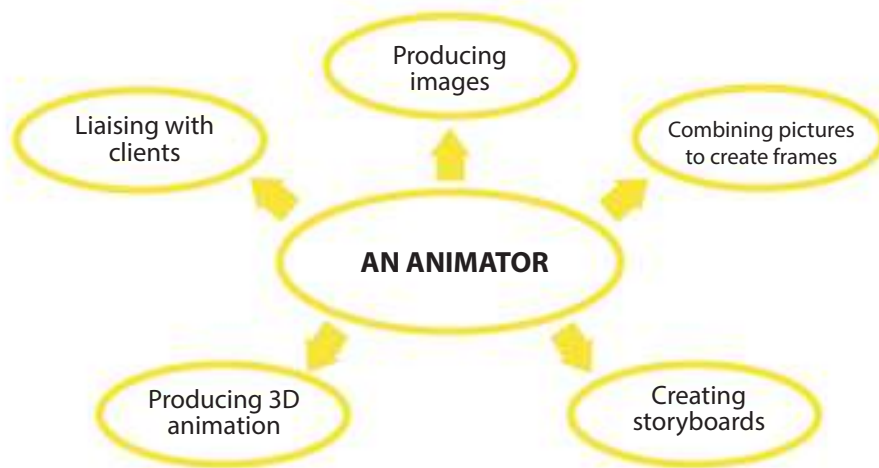 Producing
images
Liaising with
clients
Combining pictures
to create frames
AN ANIMATOR
Producing 3D
animation
Creating
storyboards